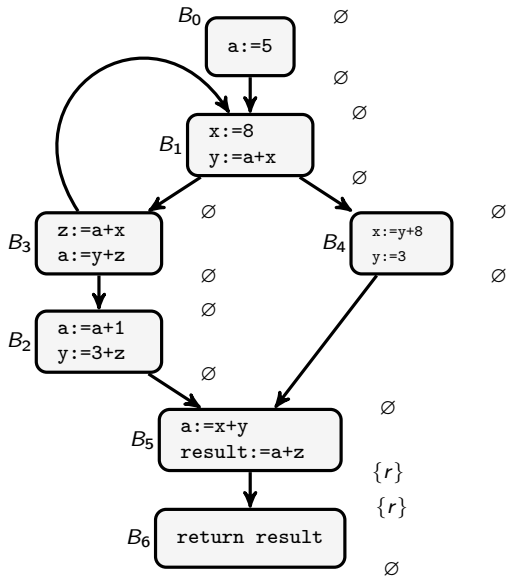 B₀
∅
a:=5
∅
∅
x:=8
B₁
y:=a+x
∅
∅
∅
z:=a+x
B₃
a:=y+z
B₄
x:=y+8
y:=3
∅
∅
∅
a:=a+1
B₂
y:=3+z
∅
∅
a:=x+y
B₅
result:=a+z
{r}
{r}
B₆
return result
∅